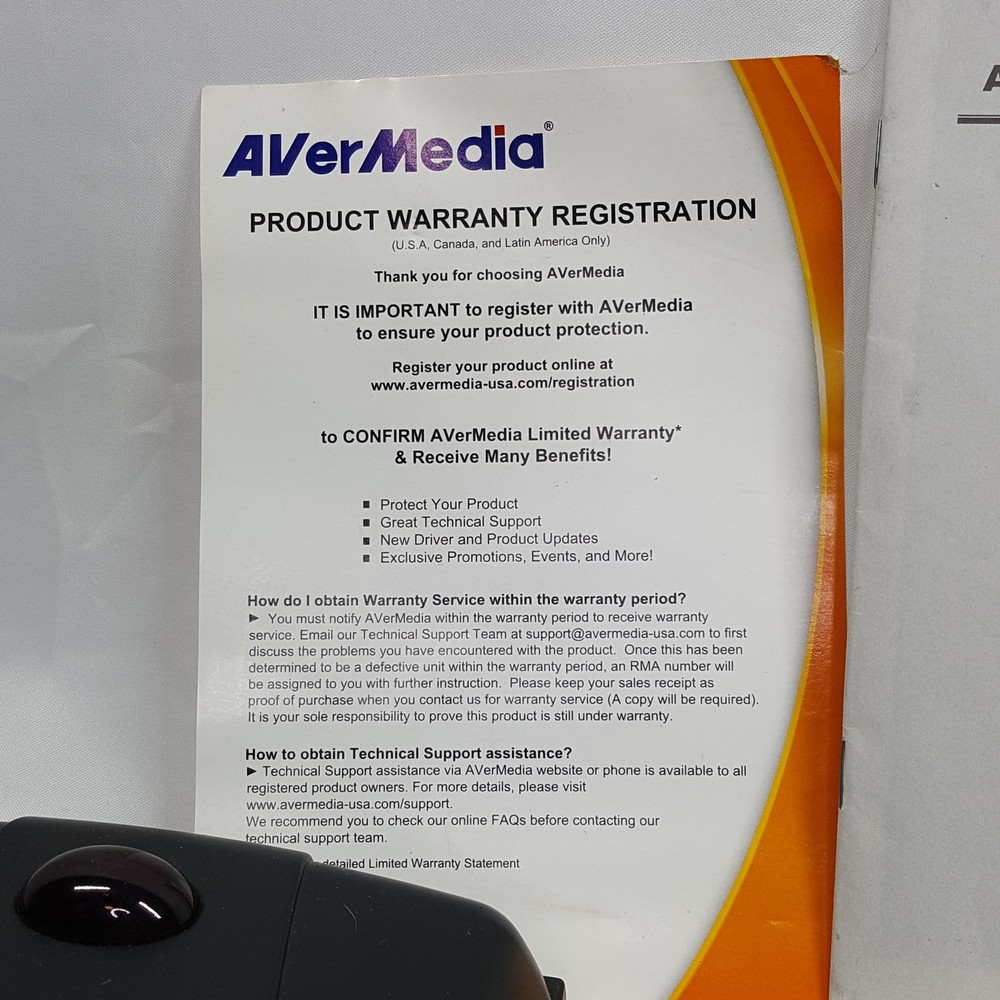 AVerMedia®
PRODUCT WARRANTY REGISTRATION
(U.S.A, Canada, and Latin America Only)
Thank you for choosing AVerMedia
IT IS IMPORTANT to register with AVerMedia
to ensure your product protection.
Register your product online at
www.avermedia-usa.com/registration
to CONFIRM AVerMedia Limited Warranty*
& Receive Many Benefits!
■ Protect Your Product
■ Great Technical Support
■ New Driver and Product Updates
■ Exclusive Promotions, Events, and More!
How do I obtain Warranty Service within the warranty period?
► You must notify AVerMedia within the warranty period to receive warranty
service. Email our Technical Support Team at support@avermedia-usa.com to first
discuss the problems you have encountered with the product. Once this has been
determined to be a defective unit within the warranty period, an RMA number will
be assigned to you with further instruction. Please keep your sales receipt as
proof of purchase when you contact us for warranty service (A copy will be required).
It is your sole responsibility to prove this product is still under warranty.
How to obtain Technical Support assistance?
► Technical Support assistance via AVerMedia website or phone is available to all
registered product owners. For more details, please visit
www.avermedia-usa.com/support.
We recommend you to check our online FAQs before contacting our
technical support team.
detailed Limited Warranty Statement